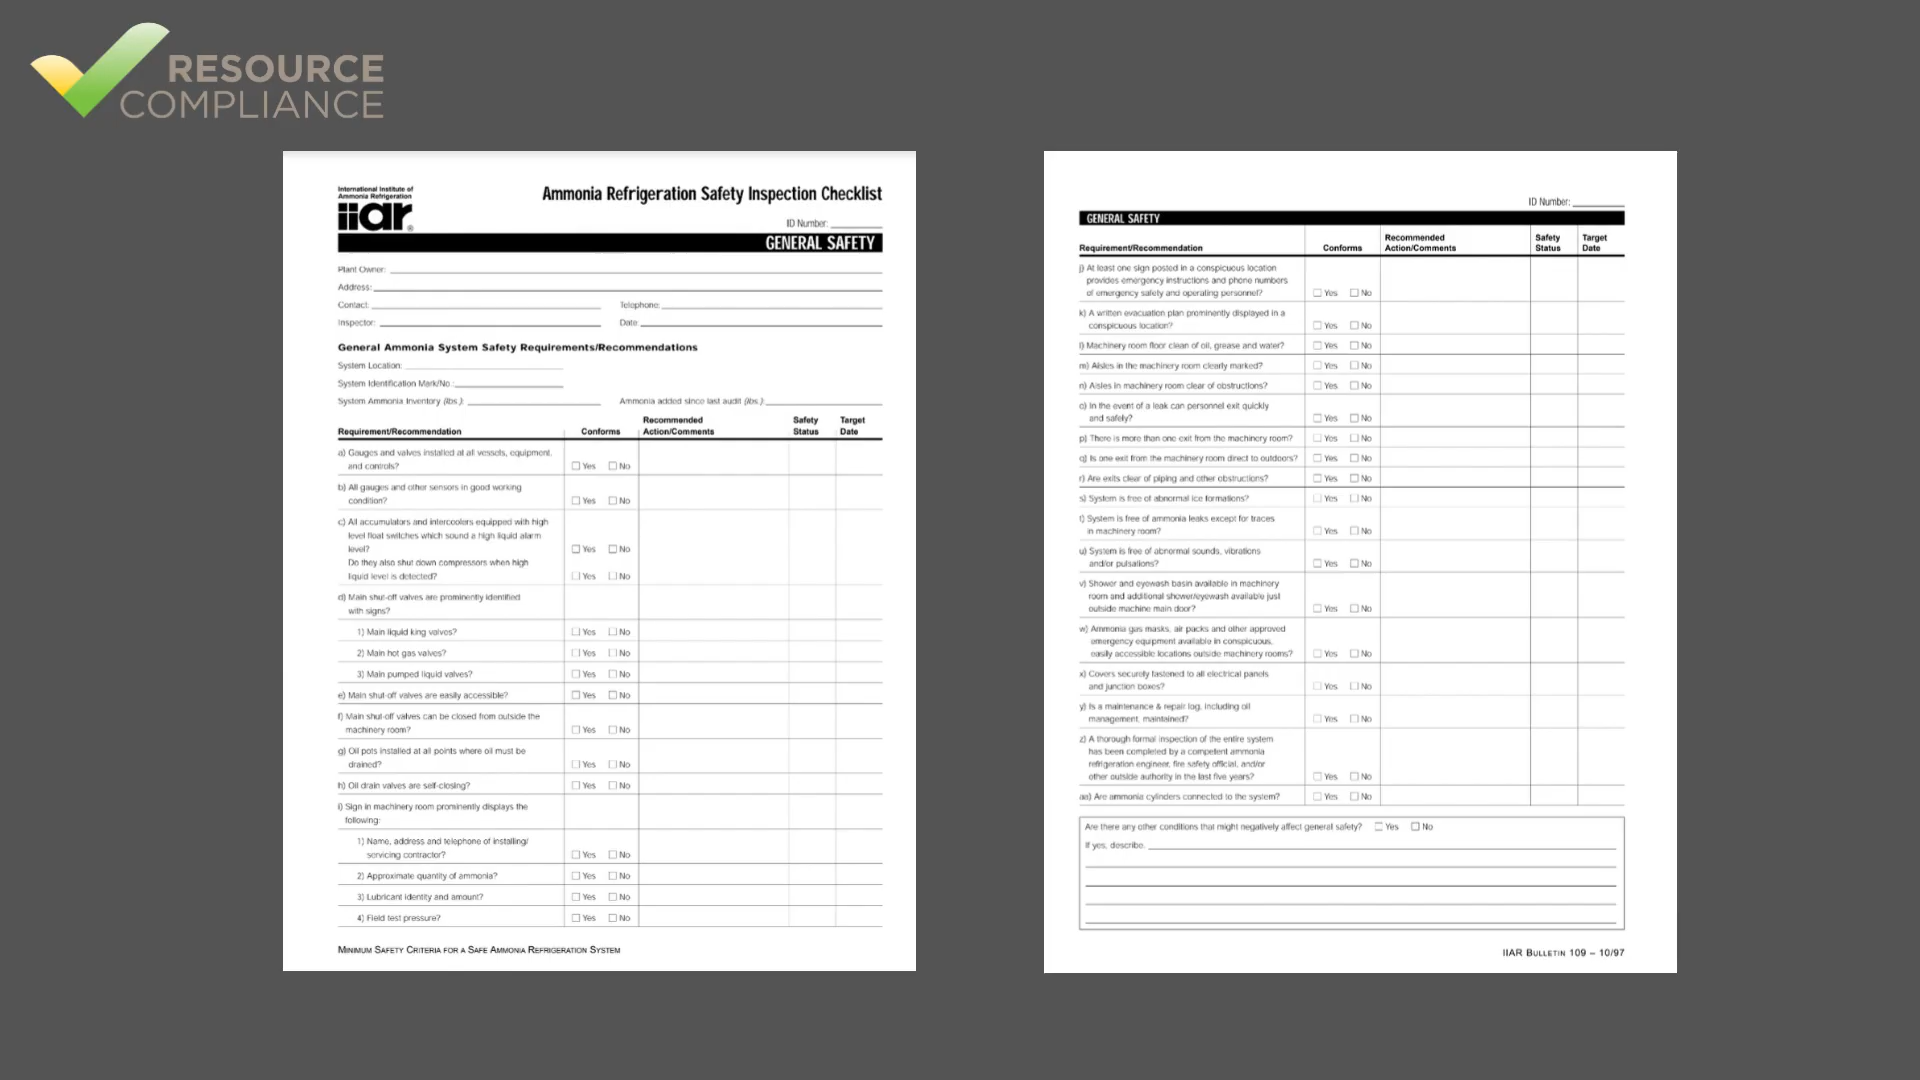 RESOURCE
COMPLIANCE
International Institute of
Ammonia Refrigeration
iiar®
Ammonia Refrigeration Safety Inspection Checklist
ID Number:
GENERAL SAFETY
Plant Owner:
Address:
Contact: Telephone:
Inspector: Date:
General Ammonia System Safety Requirements/Recommendations
System Location:
System Identification Mark/No.:
System Ammonia Inventory (lbs.): Ammonia added since last audit (lbs.):
Requirement/Recommendation Conforms Recommended Action/Comments Safety Status Target Date
a) Gauges and valves installed at all vessels, equipment,
and controls? Yes No
b) All gauges and other sensors in good working
condition? Yes No
c) All accumulators and intercoolers equipped with high
level float switches which sound a high liquid alarm
level? Yes No
Do they also shut down compressors when high
liquid level is detected? Yes No
d) Main shut-off valves are prominently identified
with signs?
1) Main liquid king valves? Yes No
2) Main hot gas valves? Yes No
3) Main pumped liquid valves? Yes No
e) Main shut-off valves are easily accessible? Yes No
f) Main shut-off valves can be closed from outside the
machinery room? Yes No
g) Oil pots installed at all points where oil must be
drained? Yes No
h) Oil drain valves are self-closing? Yes No
i) Sign in machinery room prominently displays the
following:
1) Name, address and telephone of installing/
servicing contractor? Yes No
2) Approximate quantity of ammonia? Yes No
3) Lubricant identity and amount? Yes No
4) Field test pressure? Yes No
Minimum Safety Criteria for a Safe Ammonia Refrigeration System
ID Number:
GENERAL SAFETY
Requirement/Recommendation Conforms Recommended Action/Comments Safety Status Target Date
j) At least one sign posted in a conspicuous location
provides emergency instructions and phone numbers
of emergency safety and operating personnel? Yes No
k) A written evacuation plan prominently displayed in a
conspicuous location? Yes No
l) Machinery room floor clean of oil, grease and water? Yes No
m) Aisles in the machinery room clearly marked? Yes No
n) Aisles in machinery room clear of obstructions? Yes No
o) In the event of a leak can personnel exit quickly
and safely? Yes No
p) There is more than one exit from the machinery room? Yes No
q) Is one exit from the machinery room direct to outdoors? Yes No
r) Are exits clear of piping and other obstructions? Yes No
s) System is free of abnormal ice formations? Yes No
t) System is free of ammonia leaks except for traces
in machinery room? Yes No
u) System is free of abnormal sounds, vibrations
and/or pulsations? Yes No
v) Shower and eyewash basin available in machinery
room and additional shower/eyewash available just
outside machine main door? Yes No
w) Ammonia gas masks, air packs and other approved
emergency equipment available in conspicuous,
easily accessible locations outside machinery rooms? Yes No
x) Covers securely fastened to all electrical panels
and junction boxes? Yes No
y) Is a maintenance & repair log, including oil
management, maintained? Yes No
z) A thorough formal inspection of the entire system
has been completed by a competent ammonia
refrigeration engineer, fire safety official, and/or
other outside authority in the last five years? Yes No
aa) Are ammonia cylinders connected to the system? Yes No
Are there any other conditions that might negatively affect general safety? Yes No
If yes, describe.
IIAR Bulletin 109 – 10/97